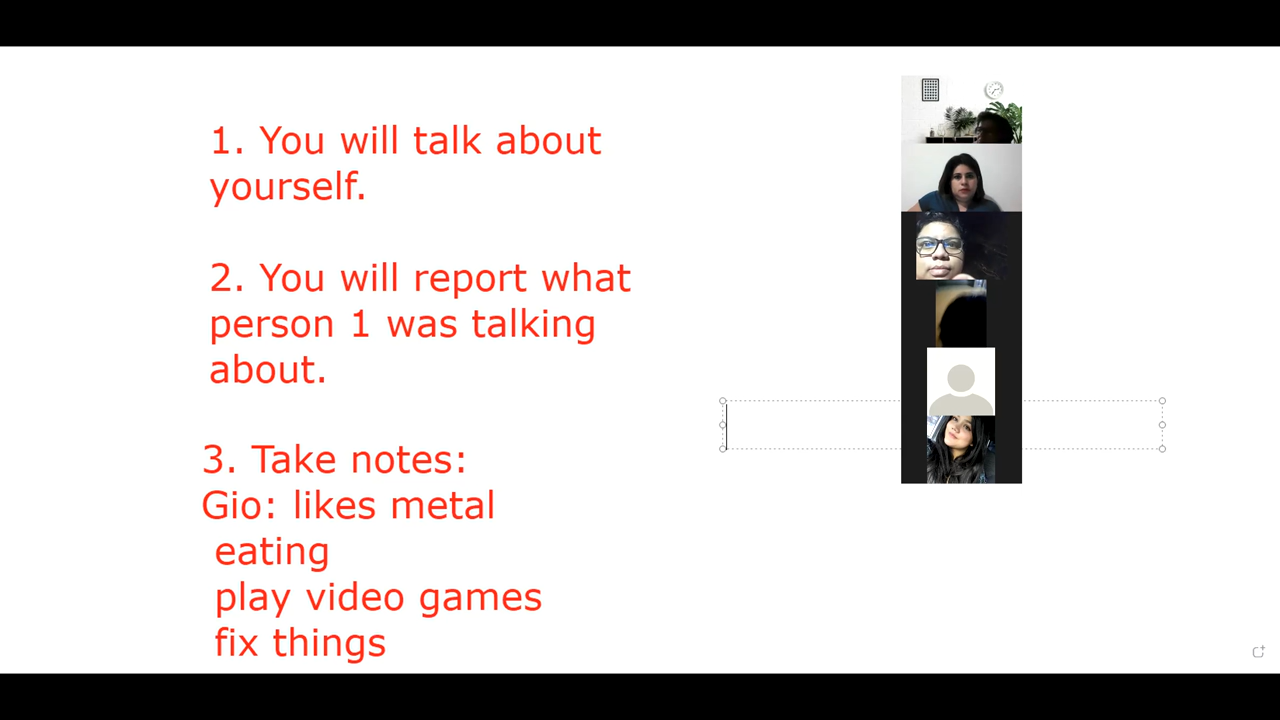 1. You will talk about
yourself.
2. You will report what
person 1 was talking
about.
3. Take notes:
Gio: likes metal
eating
play video games
fix things